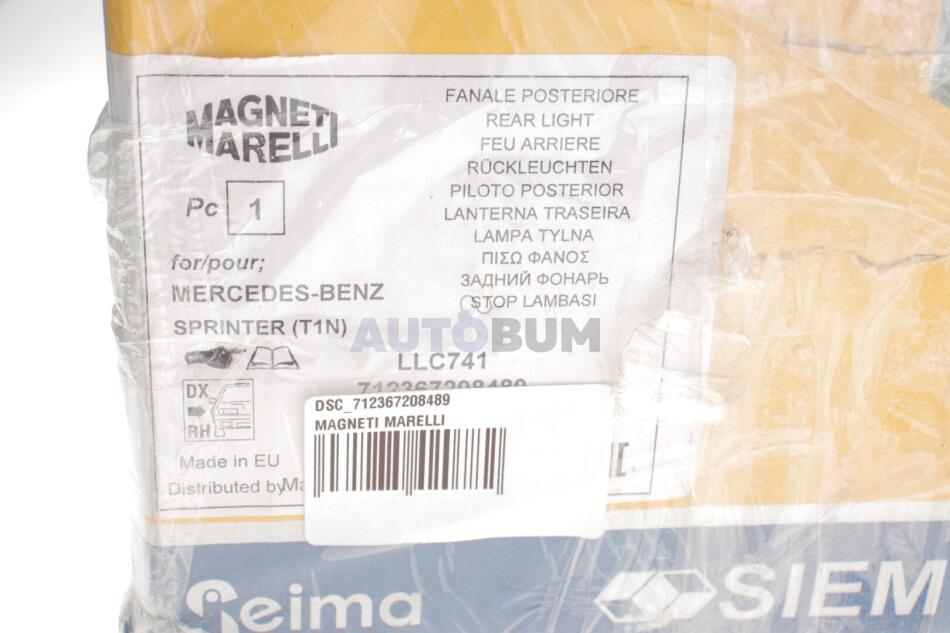 MAGNETI
MARELLI
Pc 1
for/pour;
MERCEDES-BENZ
SPRINTER (T1N)
FANALE POSTERIORE
REAR LIGHT
FEU ARRIERE
RÜCKLEUCHTEN
PILOTO POSTERIOR
LANTERNA TRASEIRA
LAMPA TYLNA
ΠΙΣΩ ΦΑΝΟΣ
ЗАДНИЙ ФОНАРЬ
STOP LAMBASI
AUTOBUM
LLC741
712367208489
DX
RH
Made in EU
Distributed by
DSC_712367208489
MAGNETI MARELLI
Seima
SIEM